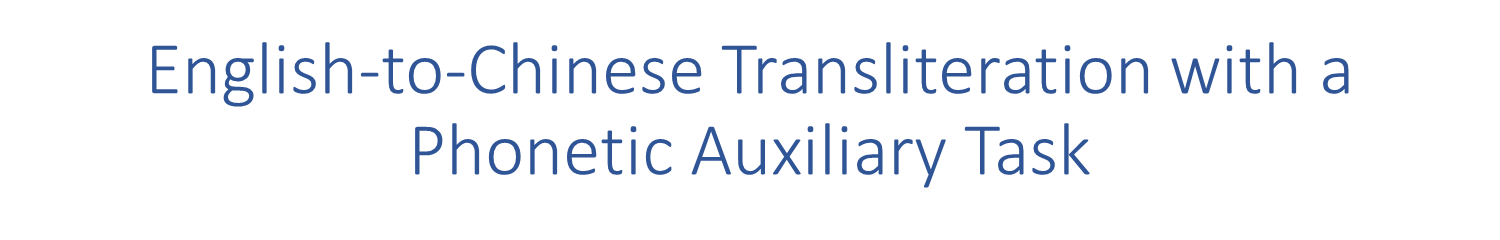 English-to-Chinese Transliteration with a
Phonetic Auxiliary Task